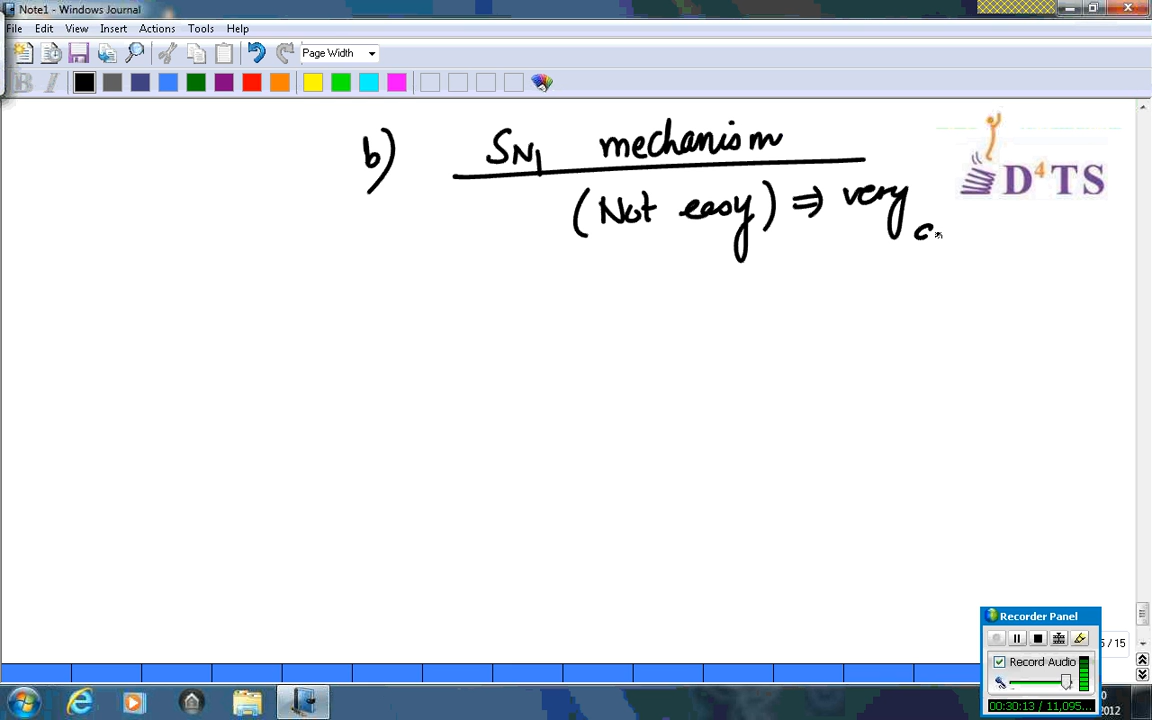 Note1 - Windows Journal
File Edit View Insert Actions Tools Help
Page Width
B I
b) SN1 mechanism
(Not easy) ⇒ very
D4TS
Recorder Panel
5 / 15
Record Audio
00:30:13 / 11,095...
2012